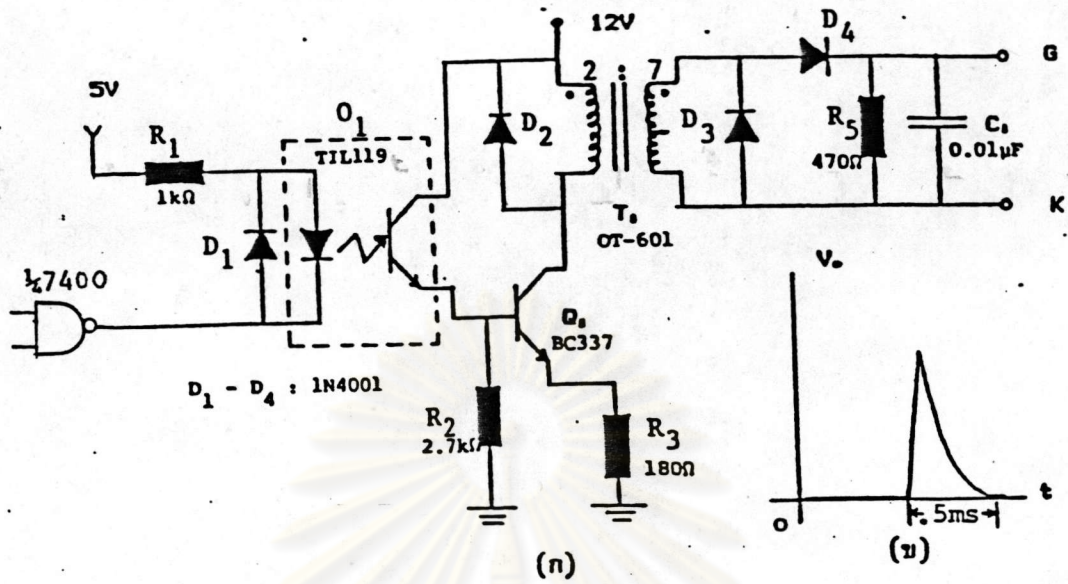 12V
D4
2 : 7
G
5V
R1
1kΩ
O1
TIL119
D2
D3
R5
470Ω
C1
0.01μF
T1
OT-601
K
D1
¼7400
Q1
BC337
D1 - D4 : 1N4001
R2
2.7kΩ
R3
180Ω
Vo
t
0
.5ms
(ก)
(ข)